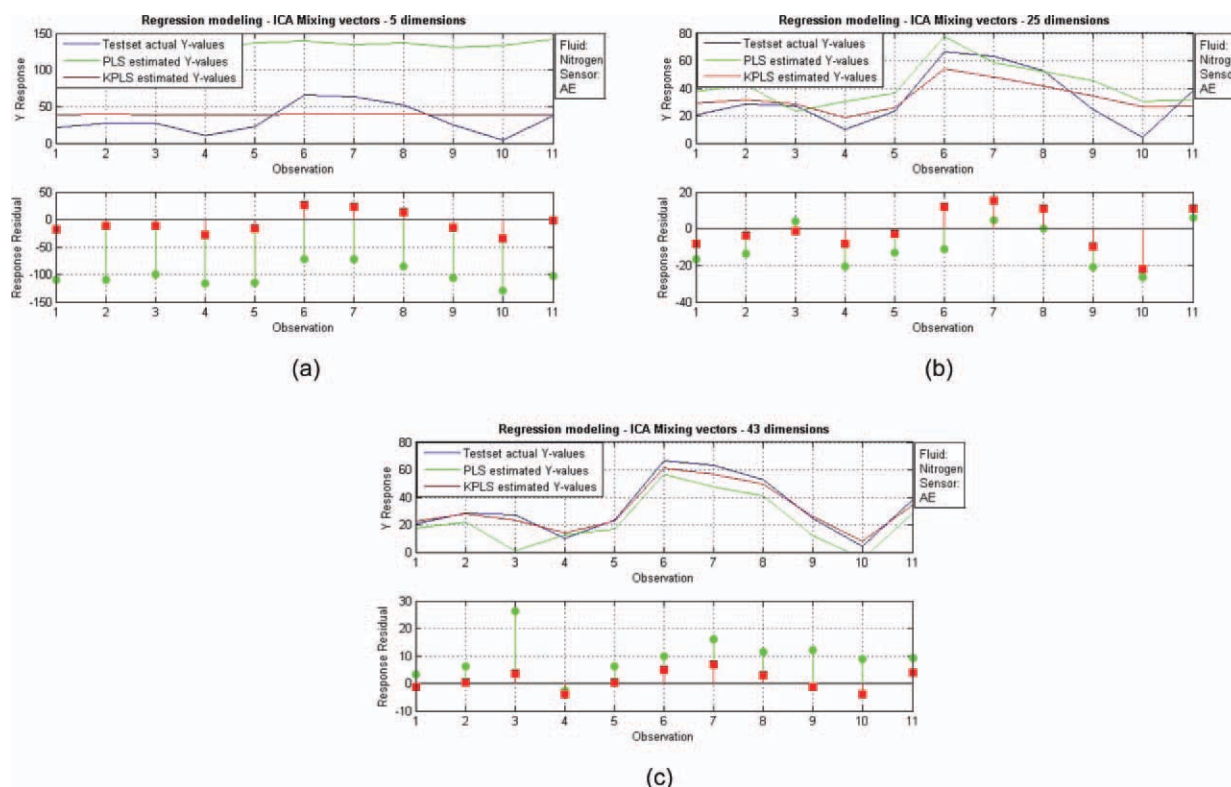 Regression modeling - ICA Mixing vectors - 5 dimensions
150
100
50
0
Y Response
Testset actual Y-values
PLS estimated Y-values
KPLS estimated Y-values
Fluid:
Nitrogen
Sensor:
AE
1 2 3 4 5 6 7 8 9 10 11
Observation
50
0
-50
-100
-150
Response Residual
1 2 3 4 5 6 7 8 9 10 11
Observation
(a)
Regression modeling - ICA Mixing vectors - 25 dimensions
80
60
40
20
0
Y Response
Testset actual Y-values
PLS estimated Y-values
KPLS estimated Y-values
Fluid:
Nitrogen
Sensor:
AE
1 2 3 4 5 6 7 8 9 10 11
Observation
20
0
-20
-40
Response Residual
1 2 3 4 5 6 7 8 9 10 11
Observation
(b)
Regression modeling - ICA Mixing vectors - 43 dimensions
80
60
40
20
0
Y Response
Testset actual Y-values
PLS estimated Y-values
KPLS estimated Y-values
Fluid:
Nitrogen
Sensor:
AE
1 2 3 4 5 6 7 8 9 10 11
Observation
30
20
10
0
-10
Response Residual
1 2 3 4 5 6 7 8 9 10 11
Observation
(c)